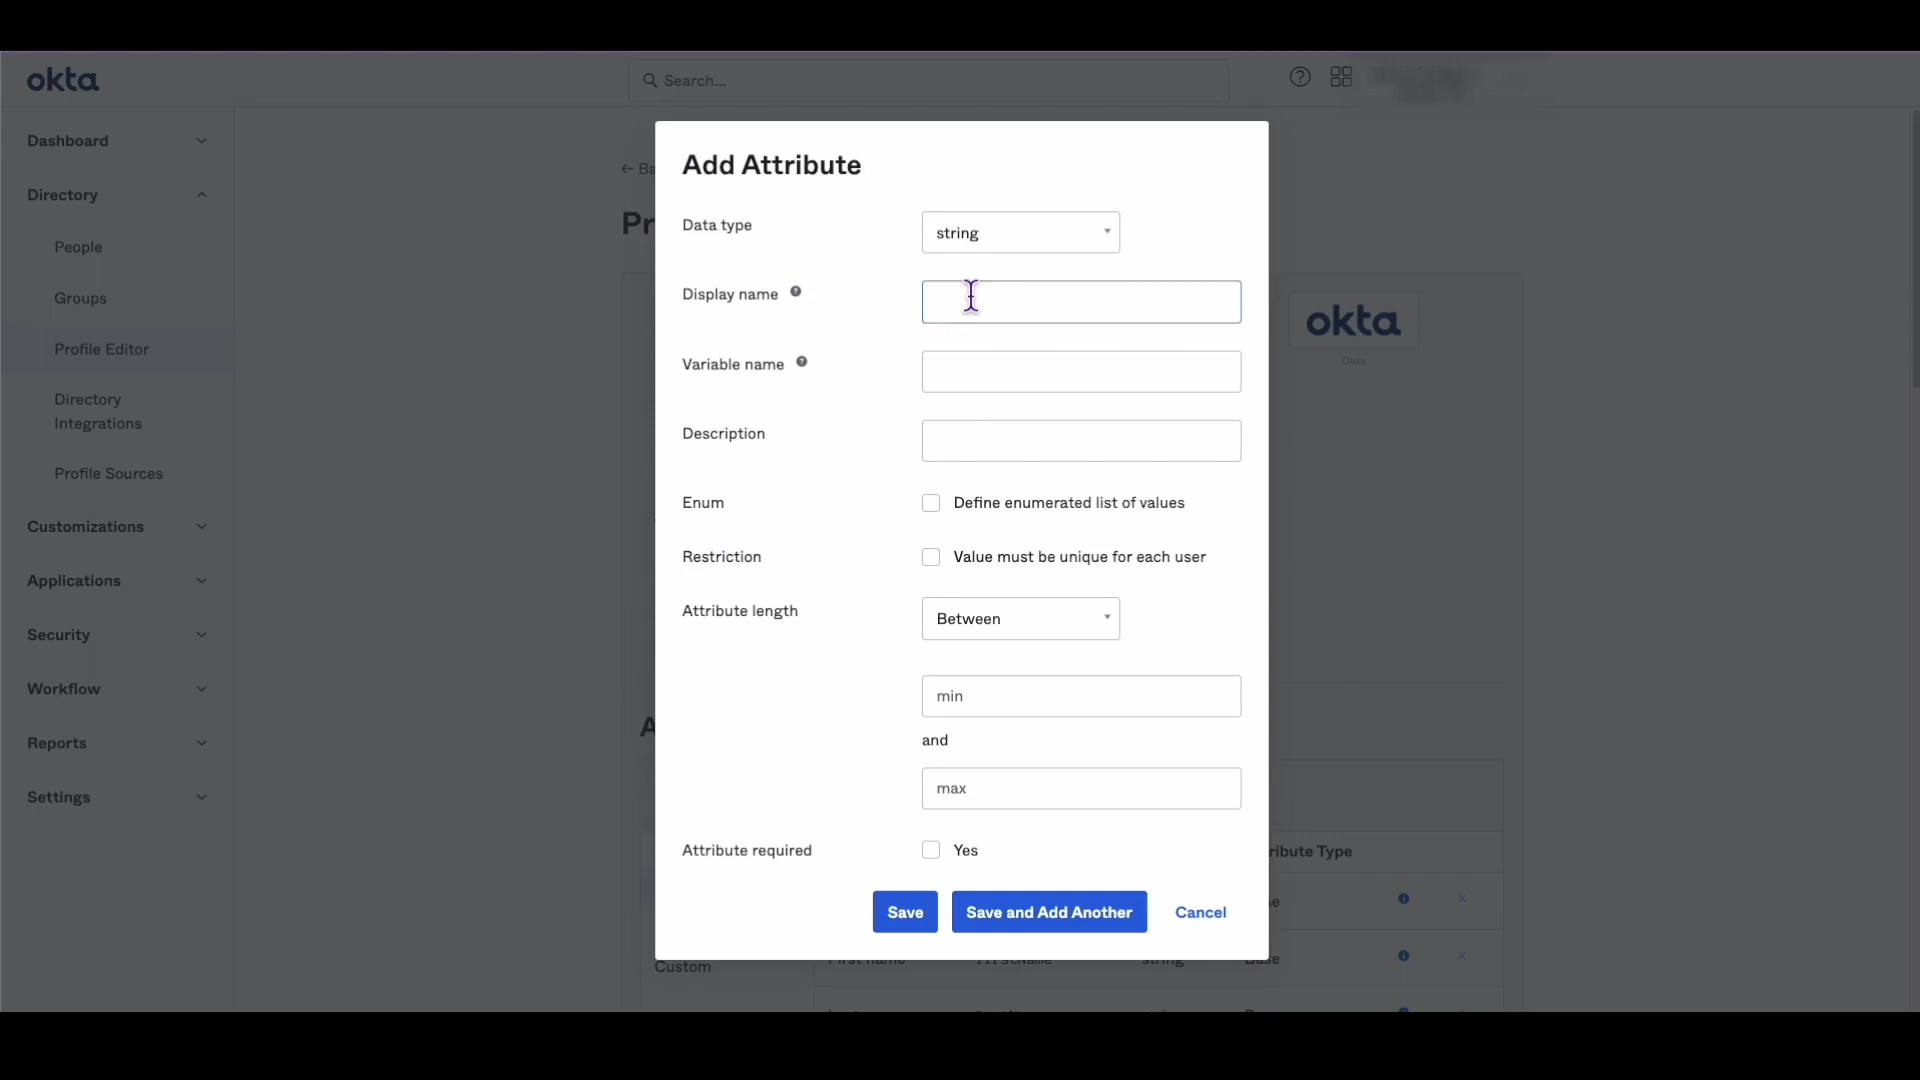 okta
Search...
Dashboard
Directory
People
Groups
Profile Editor
Directory
Integrations
Profile Sources
Customizations
Applications
Security
Workflow
Reports
Settings
Add Attribute
Data type
string
Display name
Variable name
Description
Enum
Define enumerated list of values
Restriction
Value must be unique for each user
Attribute length
Between
min
and
max
Attribute required
Yes
Save
Save and Add Another
Cancel
okta
Okta
Custom